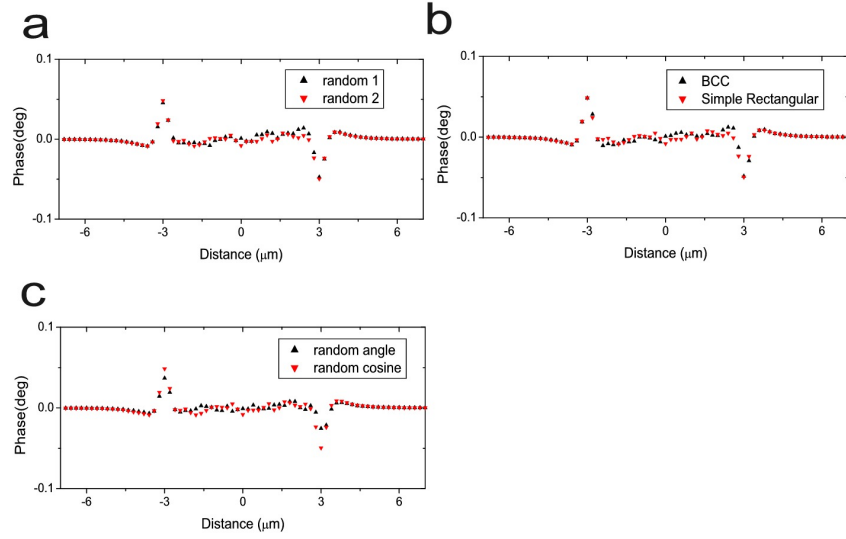 a
0.1
random 1
random 2
0.0
-0.1
Phase(deg)
-6
-3
0
3
6
Distance (μm)
b
0.1
BCC
Simple Rectangular
0.0
-0.1
Phase(deg)
-6
-3
0
3
6
Distance (μm)
c
0.1
random angle
random cosine
0.0
-0.1
Phase(deg)
-6
-3
0
3
6
Distance (μm)